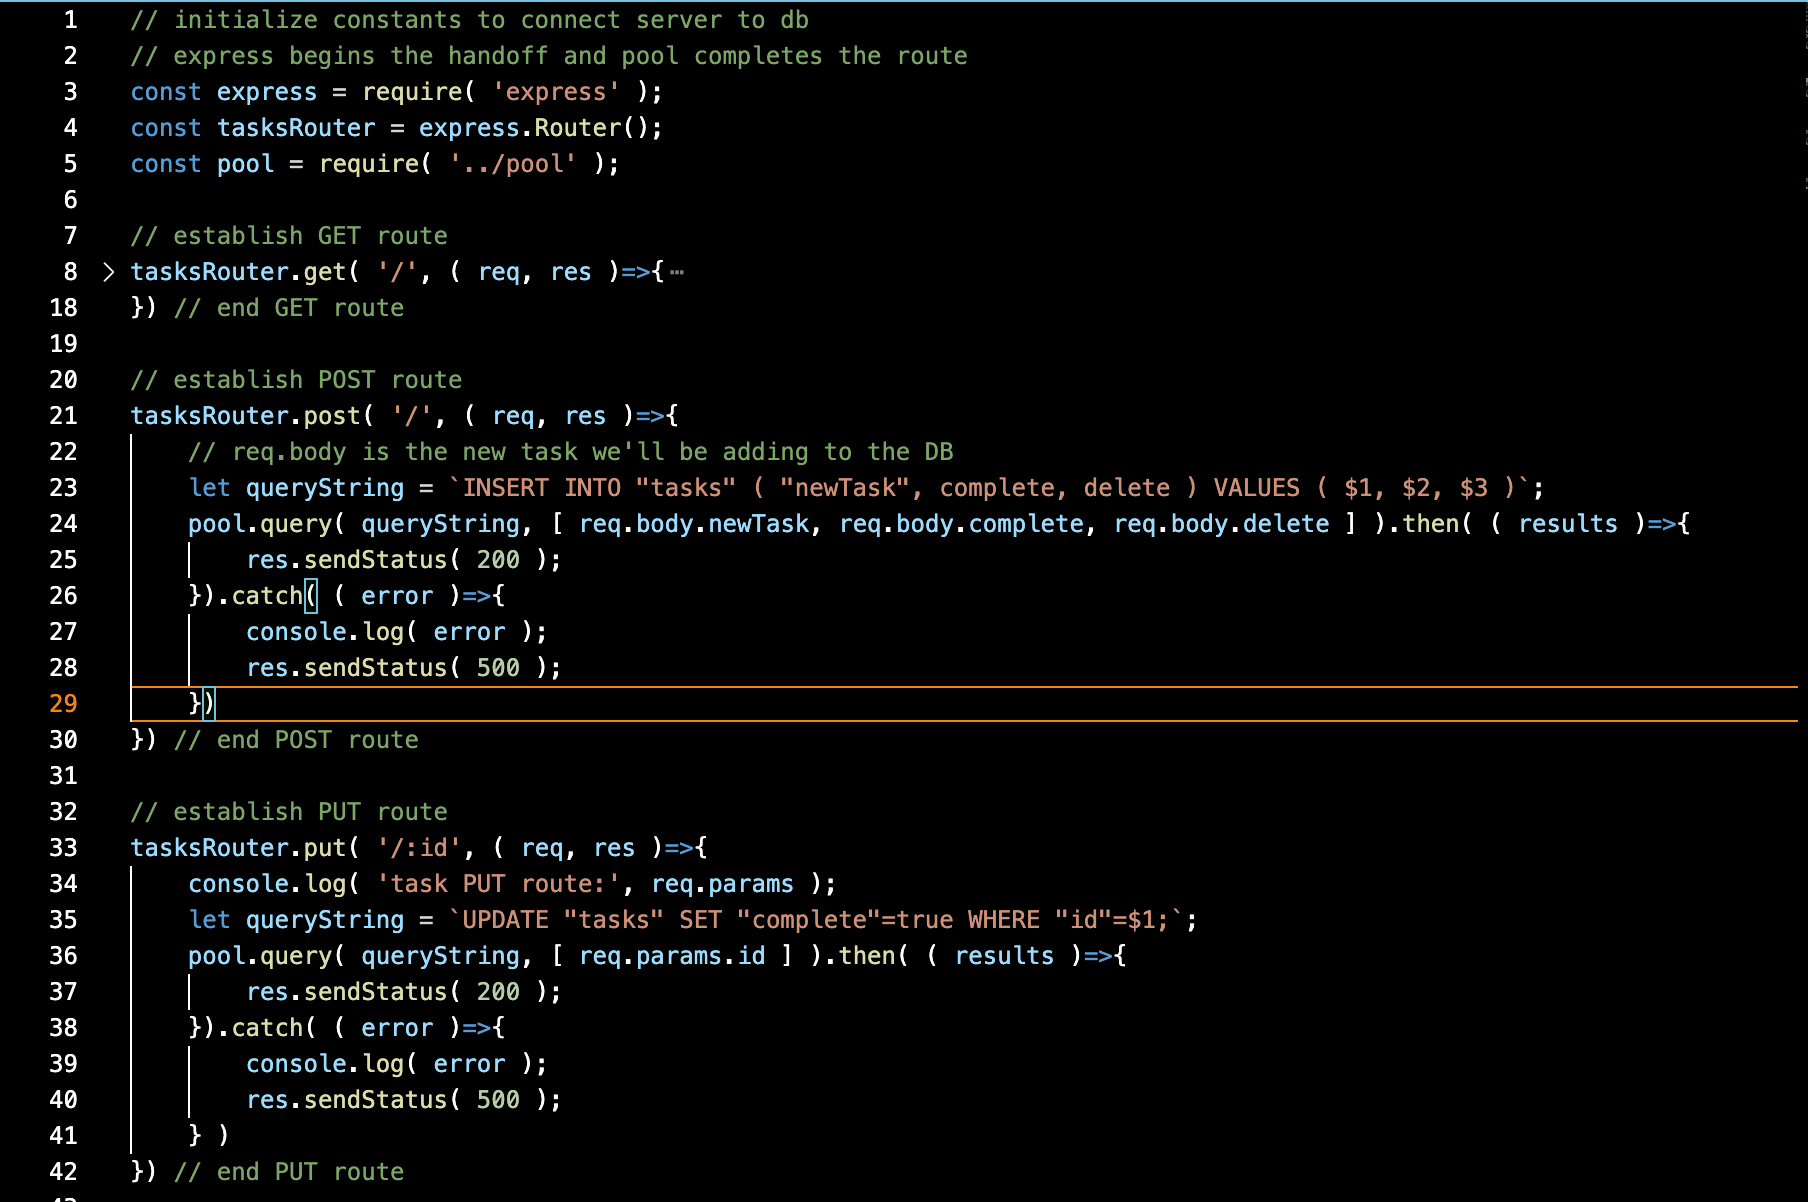 1 // initialize constants to connect server to db
2 // express begins the handoff and pool completes the route
3 const express = require( 'express' );
4 const tasksRouter = express.Router();
5 const pool = require( '../pool' );
6
7 // establish GET route
8 > tasksRouter.get( '/', ( req, res )=>{ ⋯
18 }) // end GET route
19
20 // establish POST route
21 tasksRouter.post( '/', ( req, res )=>{
22     // req.body is the new task we'll be adding to the DB
23     let queryString = `INSERT INTO "tasks" ( "newTask", complete, delete ) VALUES ( $1, $2, $3 )`;
24     pool.query( queryString, [ req.body.newTask, req.body.complete, req.body.delete ] ).then( ( results )=>{
25         res.sendStatus( 200 );
26     }).catch( ( error )=>{
27         console.log( error );
28         res.sendStatus( 500 );
29     })
30 }) // end POST route
31
32 // establish PUT route
33 tasksRouter.put( '/:id', ( req, res )=>{
34     console.log( 'task PUT route:', req.params );
35     let queryString = `UPDATE "tasks" SET "complete"=true WHERE "id"=$1;`;
36     pool.query( queryString, [ req.params.id ] ).then( ( results )=>{
37         res.sendStatus( 200 );
38     }).catch( ( error )=>{
39         console.log( error );
40         res.sendStatus( 500 );
41     } )
42 }) // end PUT route